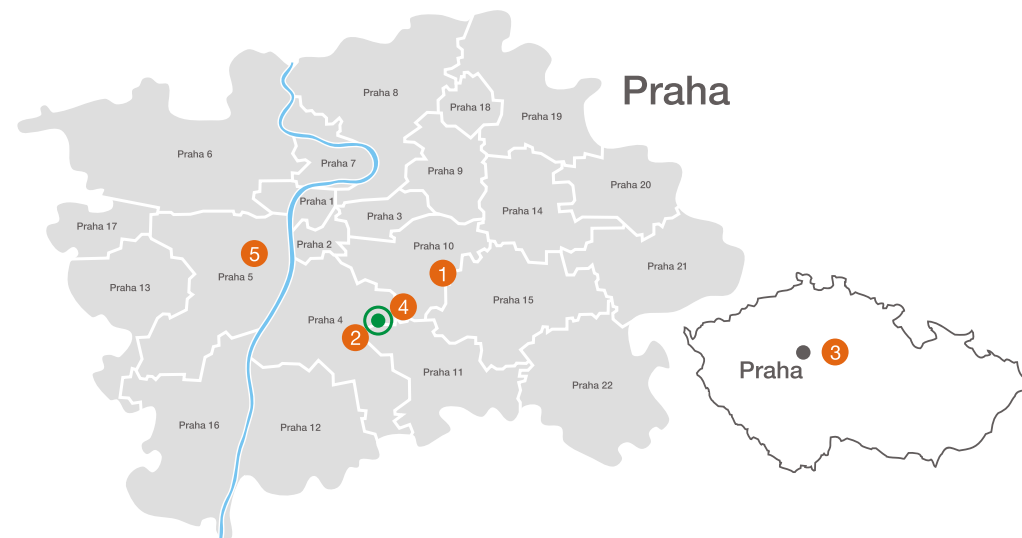 Praha
Praha 8
Praha 18
Praha 19
Praha 6
Praha 7
Praha 9
Praha 20
Praha 1
Praha 3
Praha 14
Praha 17
Praha 2
Praha 10
5
Praha 5
1
Praha 21
Praha 13
Praha 15
4
Praha 4
2
3
Praha
Praha 11
Praha 22
Praha 16
Praha 12